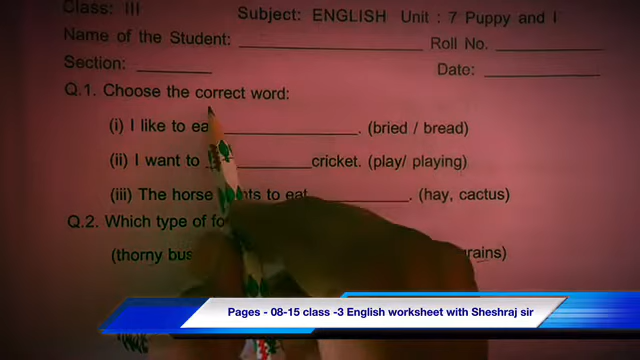 Class: III Subject: ENGLISH Unit : 7 Puppy and I
Name of the Student: Roll No.
Section: Date:
Q.1. Choose the correct word:
(i) I like to ea . (bried / bread)
(ii) I want to cricket. (play/ playing)
(iii) The horse ts to eat . (hay, cactus)
Q.2. Which type of fo
(thorny bus rains)
Pages - 08-15 class -3 English worksheet with Sheshraj sir